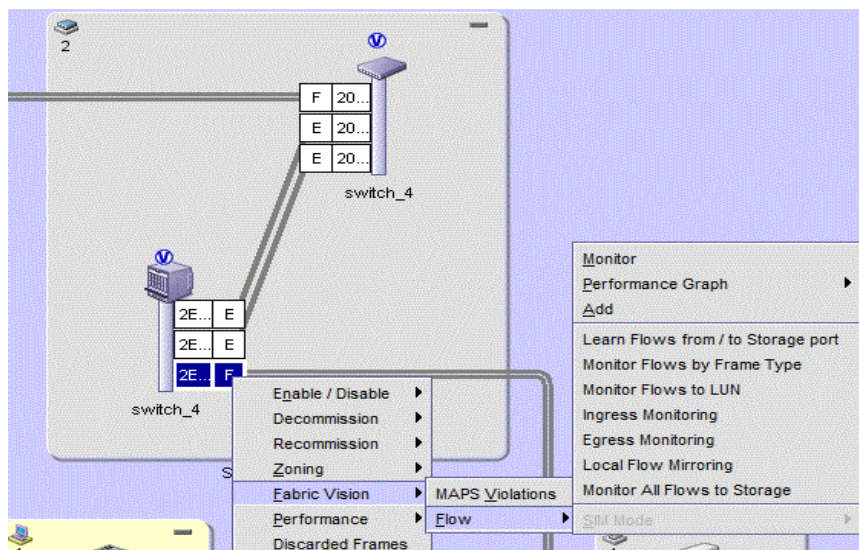 2
V
F 20...
E 20...
E 20...
switch_4
V
2E... E
2E... E
2E... F
switch_4
S
Enable / Disable
Decommission
Recommission
Zoning
Fabric Vision
Performance
Discarded Frames
MAPS Violations
Flow
Monitor
Performance Graph
Add
Learn Flows from / to Storage port
Monitor Flows by Frame Type
Monitor Flows to LUN
Ingress Monitoring
Egress Monitoring
Local Flow Mirroring
Monitor All Flows to Storage
SIM Mode